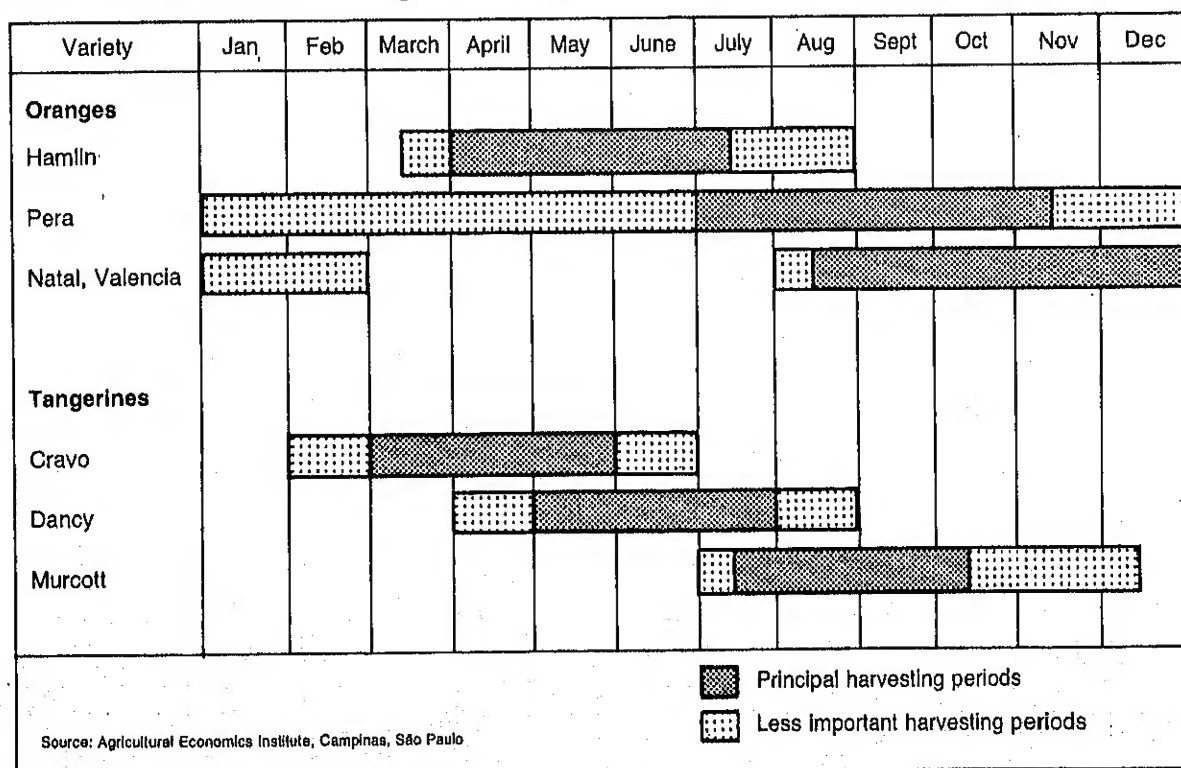 Variety Jan Feb March April May June July Aug Sept Oct Nov Dec
Oranges
Hamlin
Pera
Natal, Valencia
Tangerines
Cravo
Dancy
Murcott
Principal harvesting periods
Less important harvesting periods
Source: Agricultural Economics Institute, Campinas, São Paulo